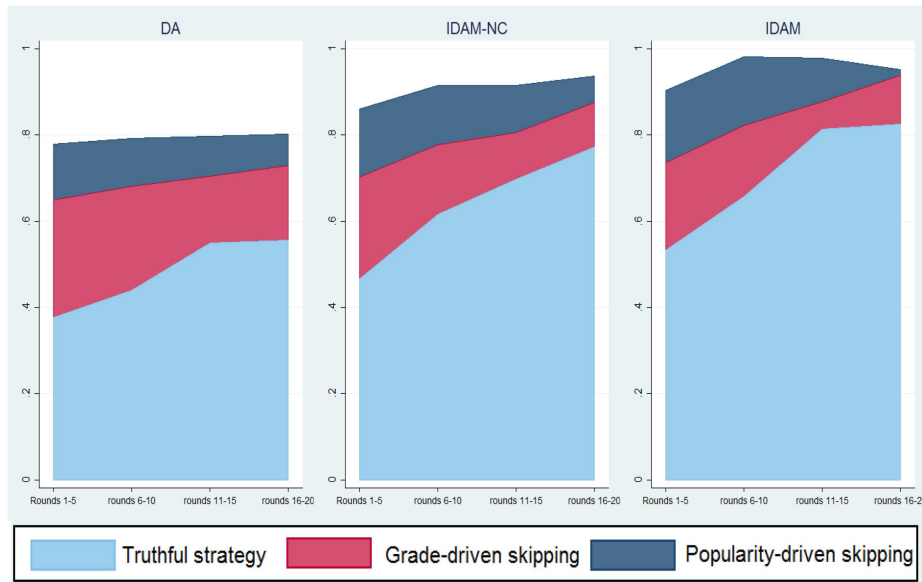 DA
IDAM-NC
IDAM
1
.8
.6
.4
.2
0
1
.8
.6
.4
.2
0
1
.8
.6
.4
.2
0
Rounds 1-5 rounds 6-10 rounds 11-15 rounds 16-20
Rounds 1-5 rounds 6-10 rounds 11-15 rounds 16-20
Rounds 1-5 rounds 6-10 rounds 11-15 rounds 16-2
Truthful strategy Grade-driven skipping Popularity-driven skipping